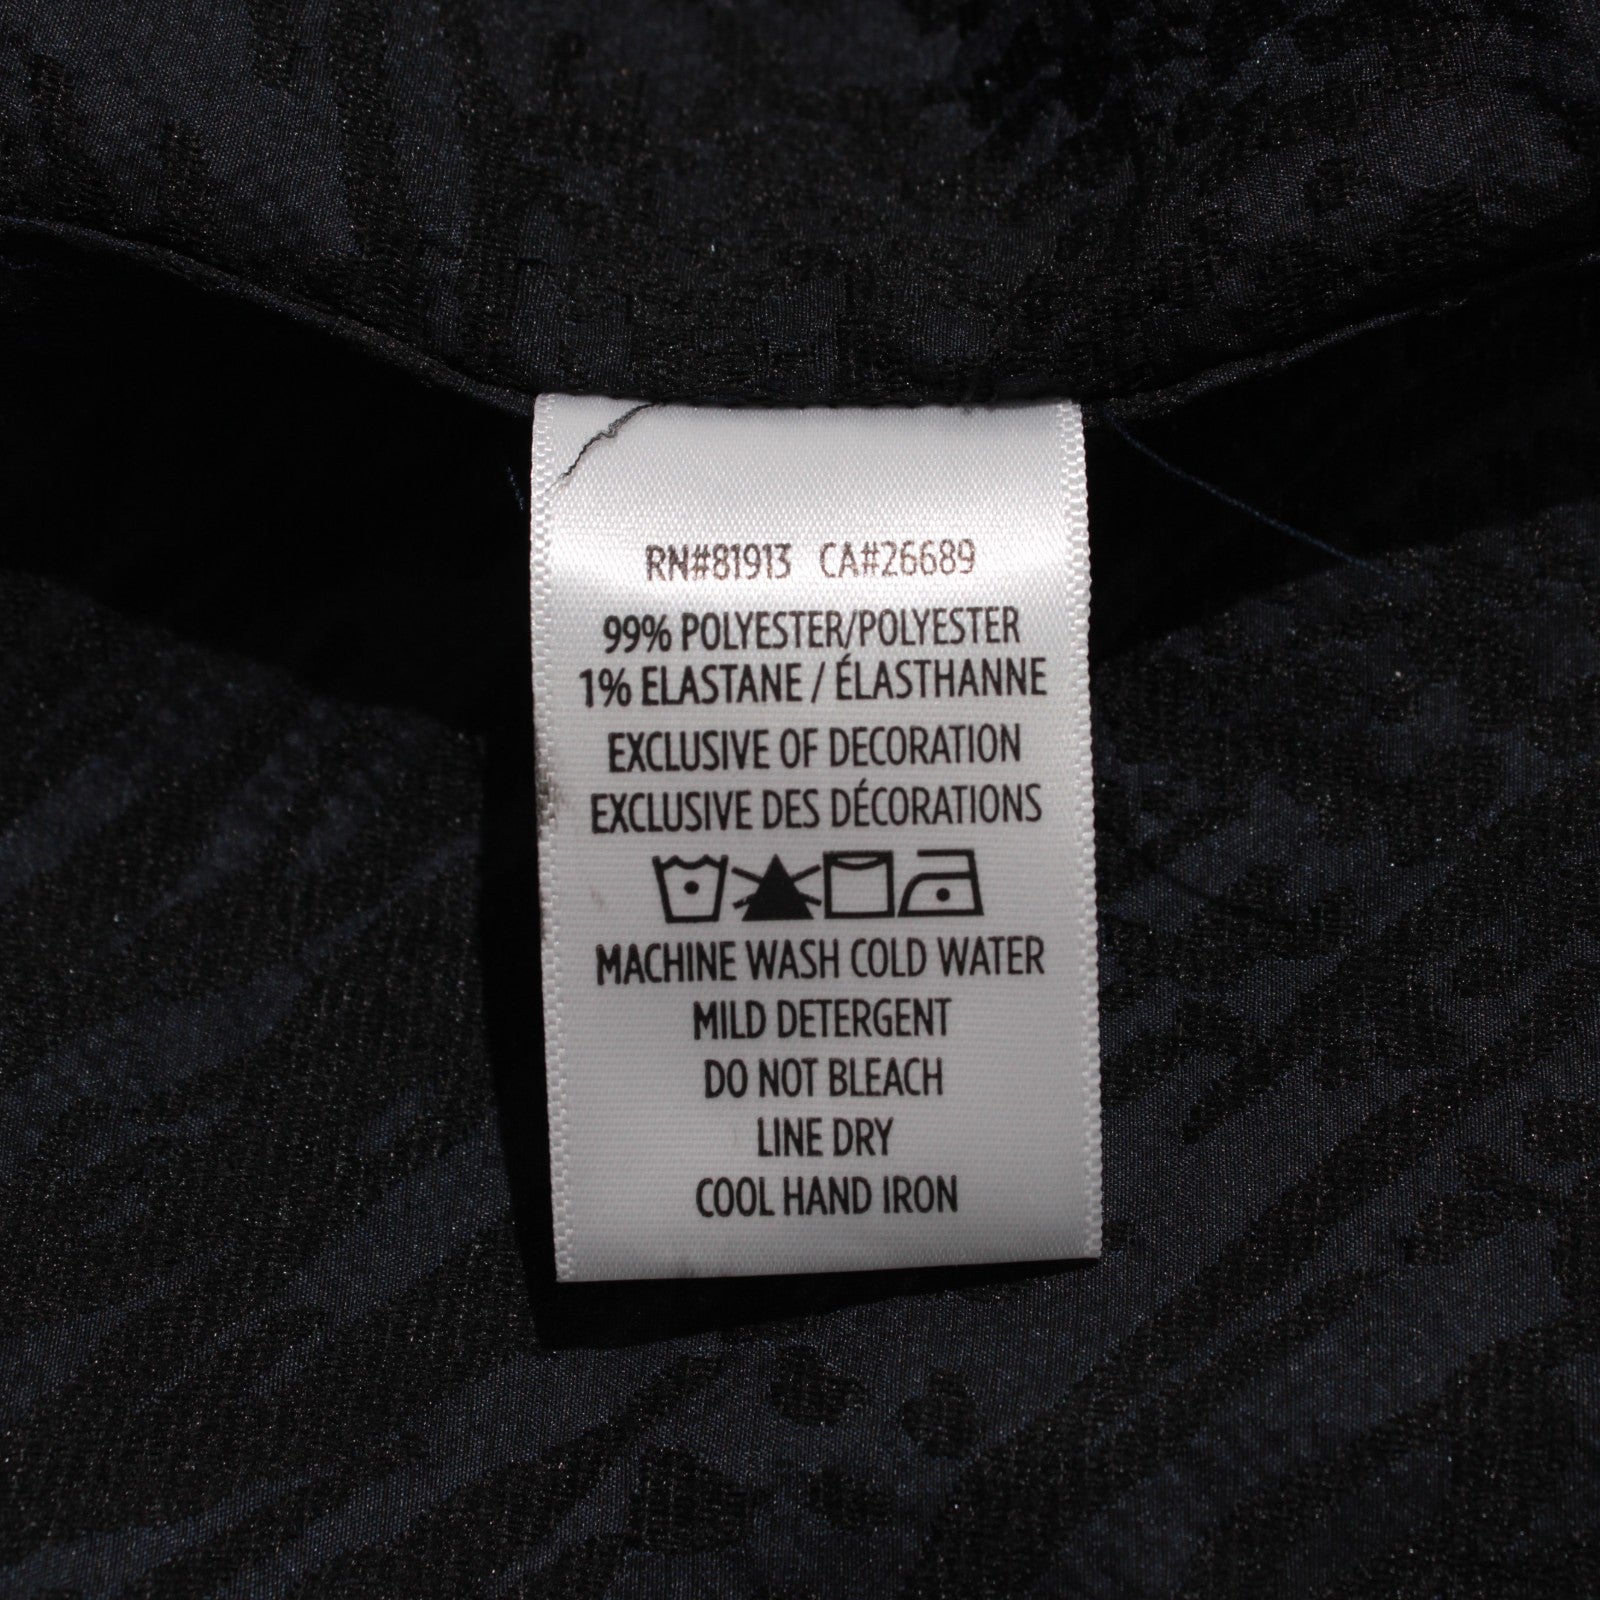 RN#81913 CA#26689
99% POLYESTER/POLYESTER
1% ELASTANE / ÉLASTHANNE
EXCLUSIVE OF DECORATION
EXCLUSIVE DES DÉCORATIONS
MACHINE WASH COLD WATER
MILD DETERGENT
DO NOT BLEACH
LINE DRY
COOL HAND IRON